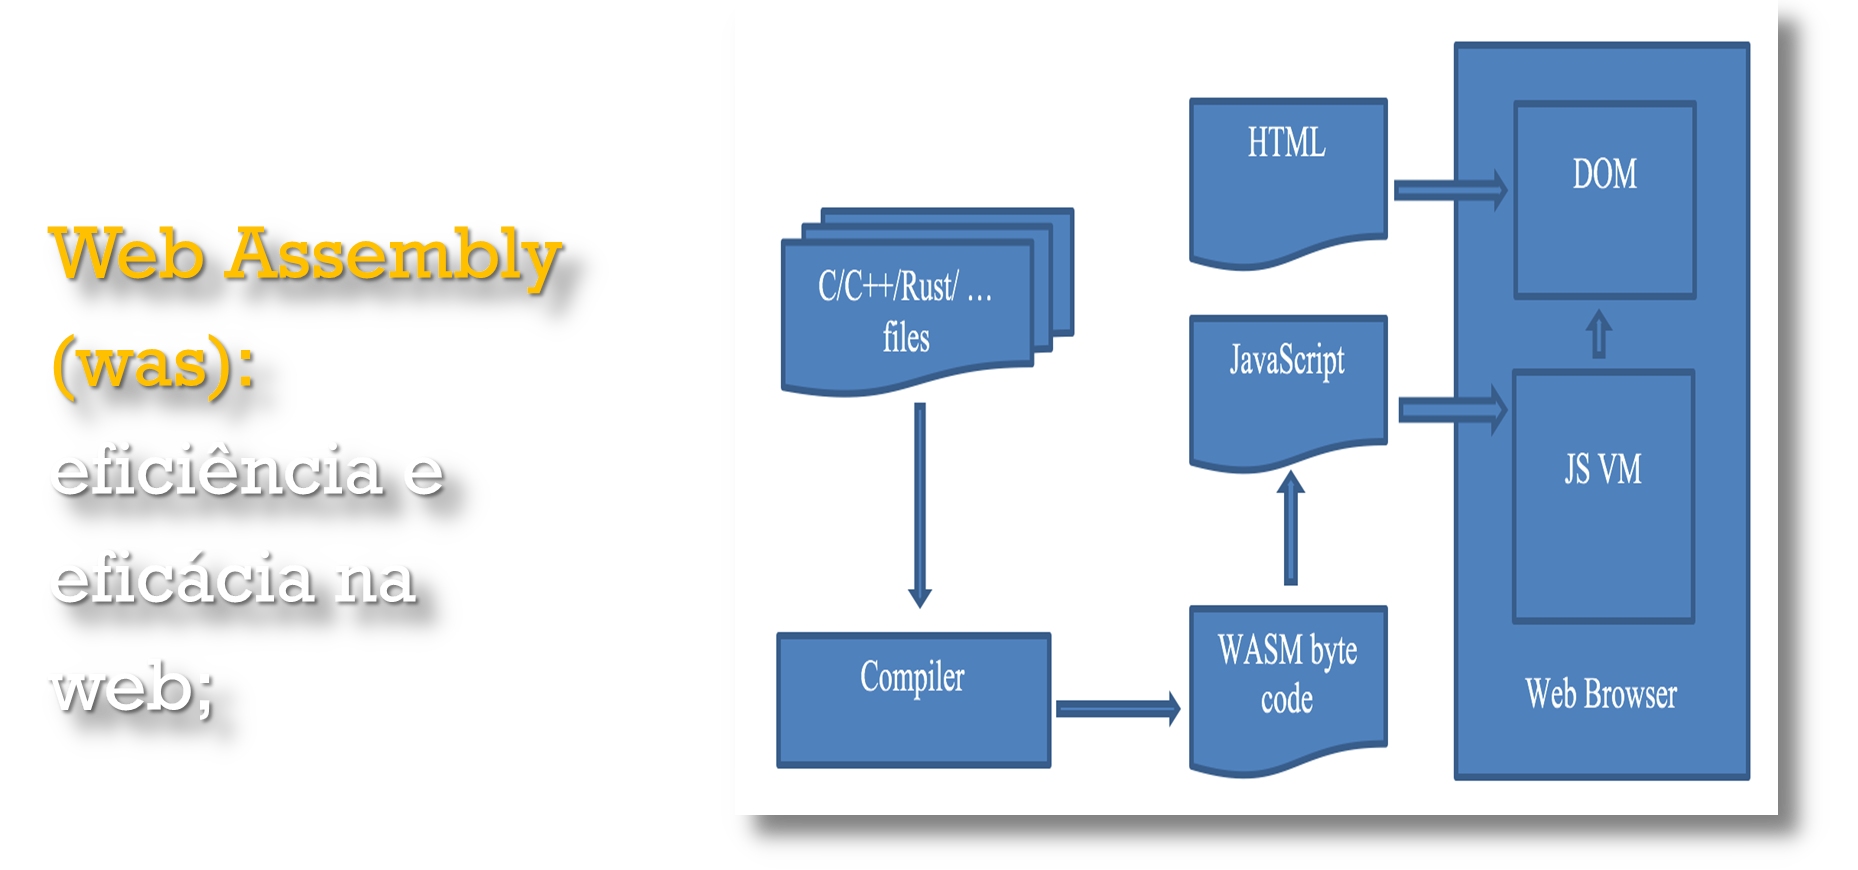 Web Assembly
(was):
eficiência e
eficácia na
web;
C/C++/Rust/ …
files
Compiler
HTML
JavaScript
WASM byte
code
DOM
JS VM
Web Browser